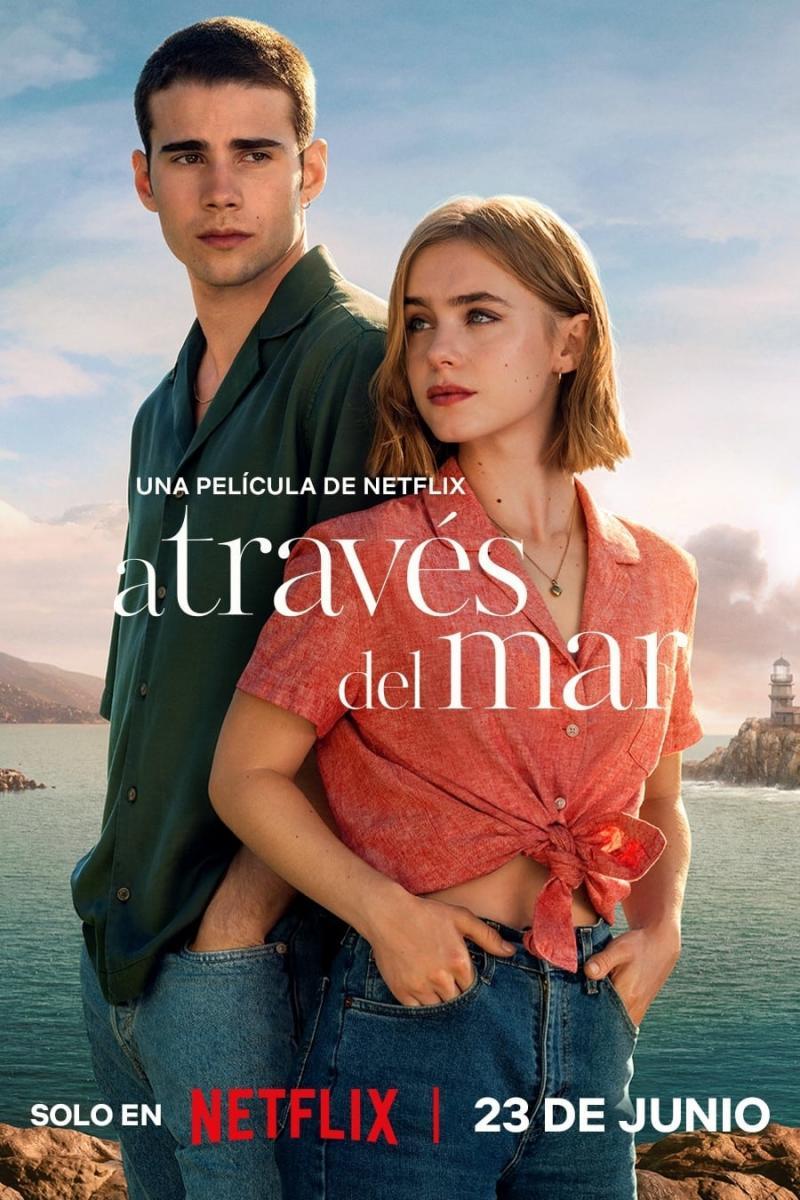 UNA PELÍCULA DE NETFLIX
a través
del mar
SOLO EN NETFLIX | 23 DE JUNIO